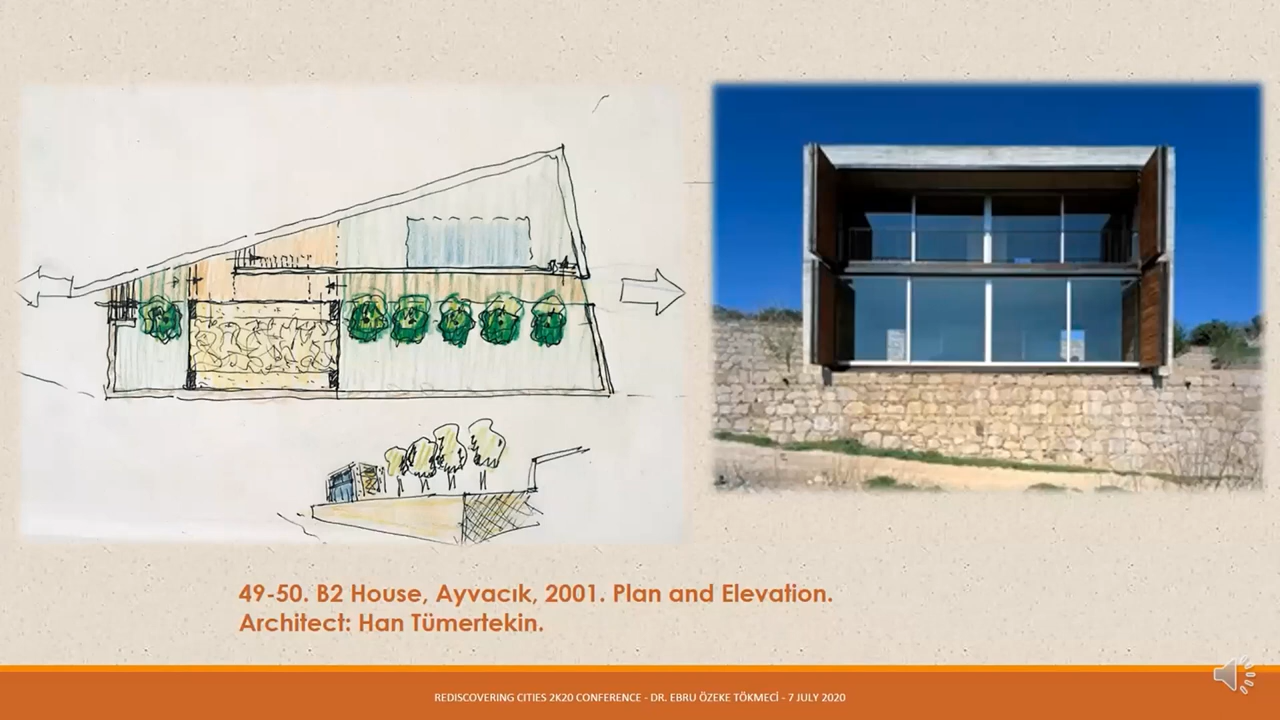 49-50. B2 House, Ayvacık, 2001. Plan and Elevation.
Architect: Han Tümertekin.
REDISCOVERING CITIES 2K20 CONFERENCE - DR. EBRU ÖZEKE TÖKMECİ - 7 JULY 2020